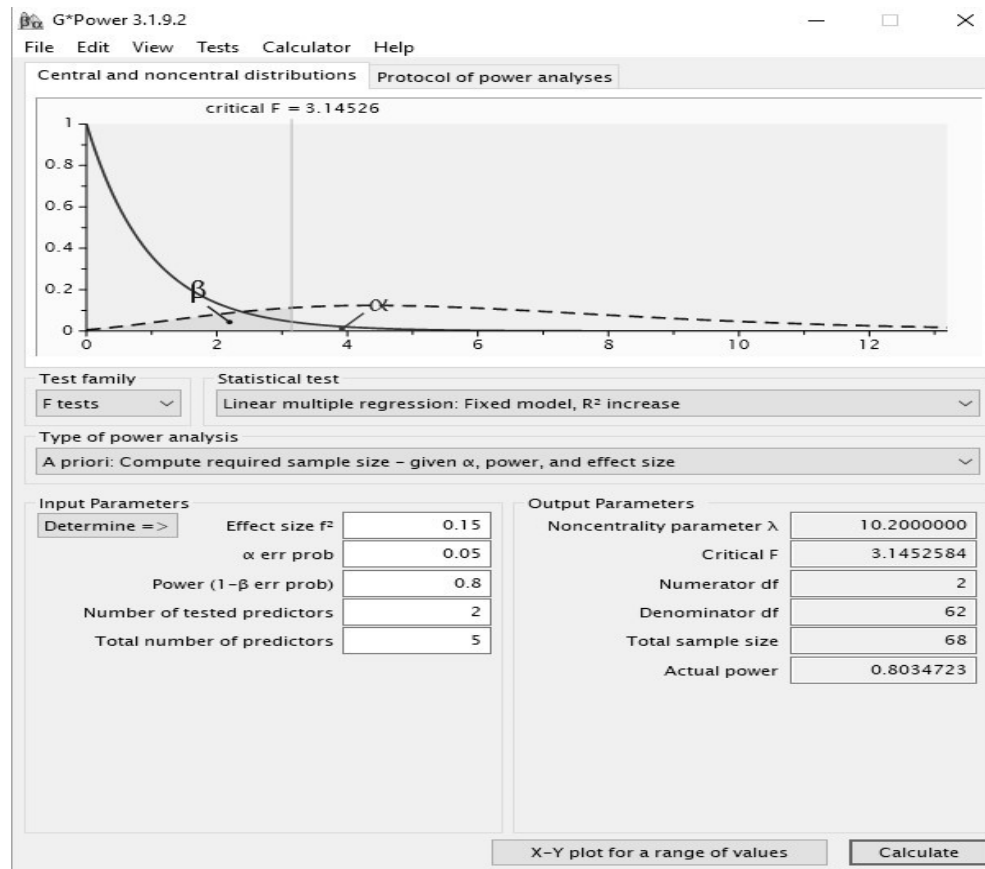 G*Power 3.1.9.2
File Edit View Tests Calculator Help
Central and noncentral distributions Protocol of power analyses
critical F = 3.14526
1
0.8
0.6
0.4
0.2
0
β
α
0 2 4 6 8 10 12
Test family Statistical test
F tests Linear multiple regression: Fixed model, R² increase
Type of power analysis
A priori: Compute required sample size – given α, power, and effect size
Input Parameters Output Parameters
Determine => Effect size f² 0.15 Noncentrality parameter λ 10.2000000
α err prob 0.05 Critical F 3.1452584
Power (1-β err prob) 0.8 Numerator df 2
Number of tested predictors 2 Denominator df 62
Total number of predictors 5 Total sample size 68
Actual power 0.8034723
X-Y plot for a range of values Calculate